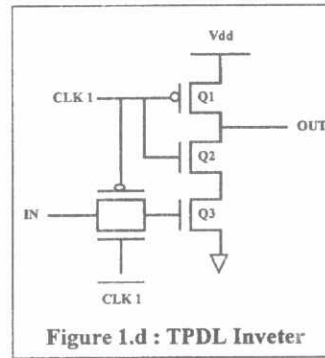 Vdd
CLK 1
Q1
OUT
Q2
IN
Q3
CLK 1
Figure 1.d : TPDL Inveter